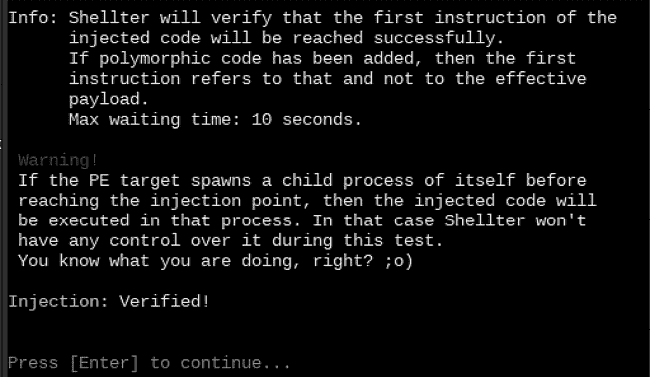 Info: Shellter will verify that the first instruction of the
injected code will be reached successfully.
If polymorphic code has been added, then the first
instruction refers to that and not to the effective
payload.
Max waiting time: 10 seconds.
Warning!
If the PE target spawns a child process of itself before
reaching the injection point, then the injected code will
be executed in that process. In that case Shellter won't
have any control over it during this test.
You know what you are doing, right? ;o)
Injection: Verified!
Press [Enter] to continue...